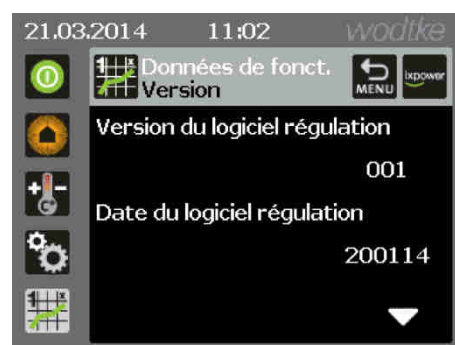 21.03.2014 11:02 wodtke
Données de fonct.
Version
MENU
ixpower
Version du logiciel régulation
001
Date du logiciel régulation
200114